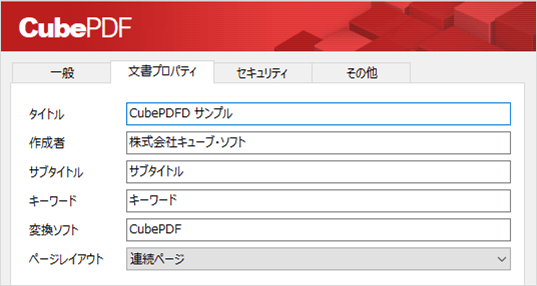 CubePDF
一般 文書プロパティ セキュリティ その他
タイトル CubePDFD サンプル
作成者 株式会社キューブ・ソフト
サブタイトル サブタイトル
キーワード キーワード
変換ソフト CubePDF
ページレイアウト 連続ページ